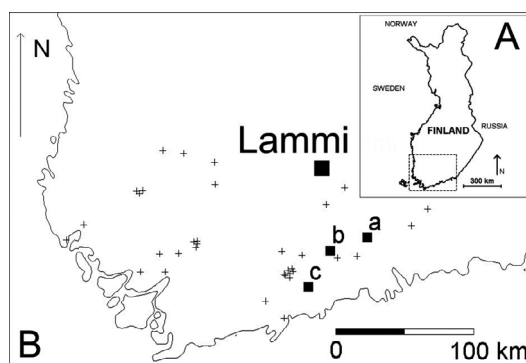 N
A
NORWAY
SWEDEN
FINLAND
RUSSIA
N
300 km
Lammi
a
b
c
B
0 100 km